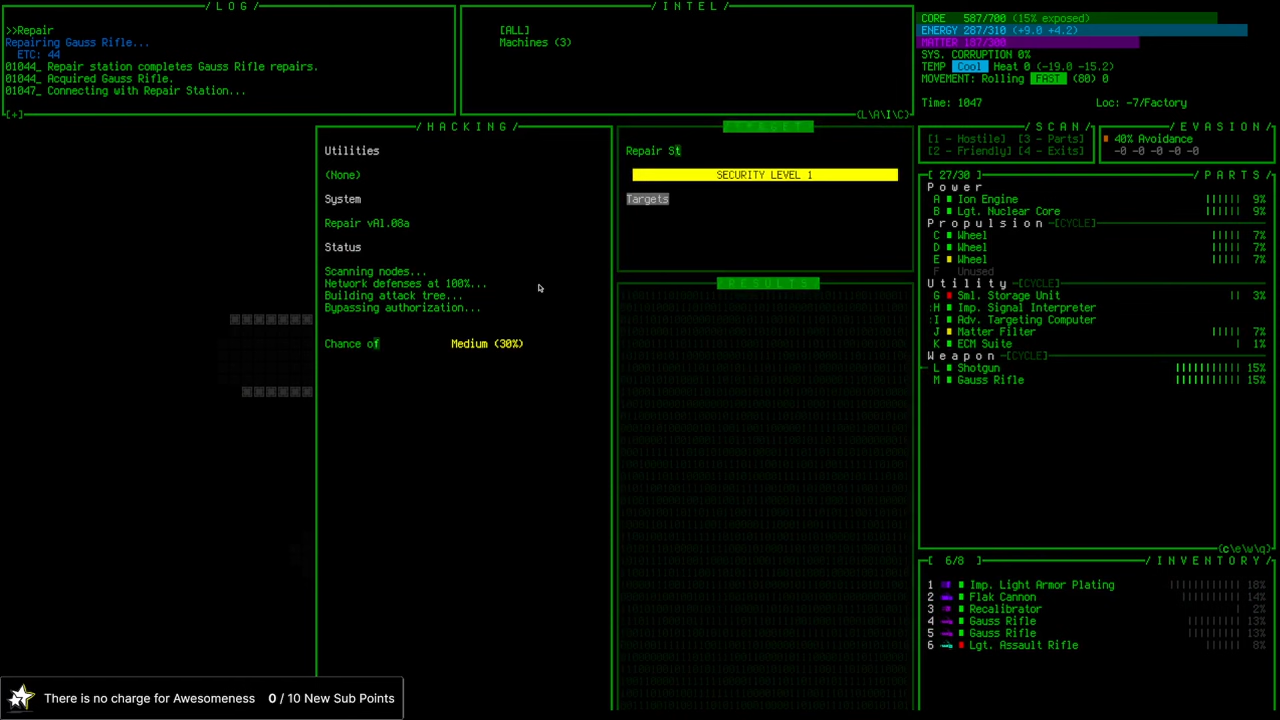 /LOG/
>>Repair
Repairing Gauss Rifle...
ETC: 44
01044_ Repair station completes Gauss Rifle repairs.
01044_ Acquired Gauss Rifle.
01047_ Connecting with Repair Station...
[+]
/INTEL/
[ALL]
Machines (3)
(L\A\I\C)
CORE 587/700 (15% exposed)
ENERGY 287/310 (+9.0 +4.2)
MATTER 187/300
SYS. CORRUPTION 0%
TEMP Cool Heat 0 (-19.0 -15.2)
MOVEMENT: Rolling FAST (80) 0
Time: 1047 Loc: -7/Factory
/SCAN/
[1 - Hostile] [3 - Parts]
[2 - Friendly] [4 - Exits]
/EVASION/
40% Avoidance
-0 -0 -0 -0 -0
/HACKING/
Utilities
(None)
System
Repair vA1.08a
Status
Scanning nodes...
Network defenses at 100%...
Building attack tree...
Bypassing authorization...
Chance of Medium (30%)
Repair St
SECURITY LEVEL 1
Targets
RESULTS
[ 27/30 ] /PARTS/
Power
A Ion Engine 9%
B Lgt. Nuclear Core 9%
Propulsion [CYCLE]
C Wheel 7%
D Wheel 7%
E Wheel 7%
F Unused
Utility [CYCLE]
G Sml. Storage Unit 3%
:H Imp. Signal Interpreter
:I Adv. Targeting Computer
J Matter Filter 7%
K ECM Suite 1%
Weapon [CYCLE]
L Shotgun 15%
M Gauss Rifle 15%
(c\e\w\q)
[ 6/8 ] /INVENTORY/
1 Imp. Light Armor Plating 18%
2 Flak Cannon 14%
3 Recalibrator 2%
4 Gauss Rifle 13%
5 Gauss Rifle 13%
6 Lgt. Assault Rifle 8%
There is no charge for Awesomeness 0 / 10 New Sub Points